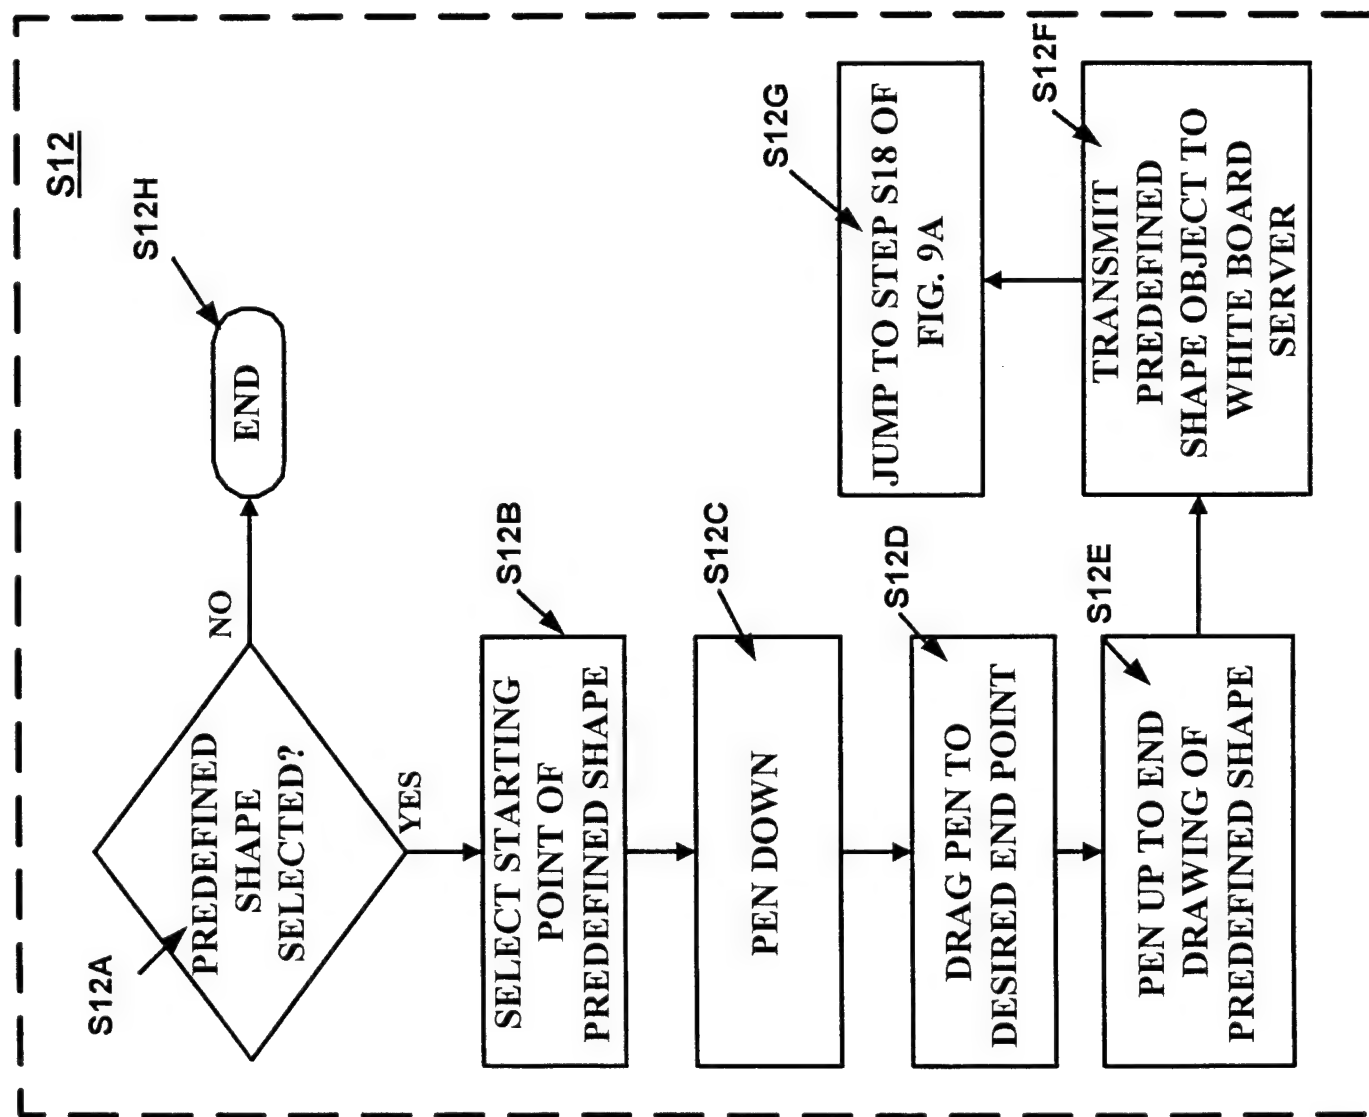 S12
S12A
PREDEFINED
SHAPE
SELECTED?
NO
S12H
END
YES
S12B
SELECT STARTING
POINT OF
PREDEFINED SHAPE
S12C
PEN DOWN
S12D
DRAG PEN TO
DESIRED END POINT
S12E
PEN UP TO END
DRAWING OF
PREDEFINED SHAPE
S12F
TRANSMIT
PREDEFINED
SHAPE OBJECT TO
WHITE BOARD
SERVER
S12G
JUMP TO STEP S18 OF
FIG. 9A